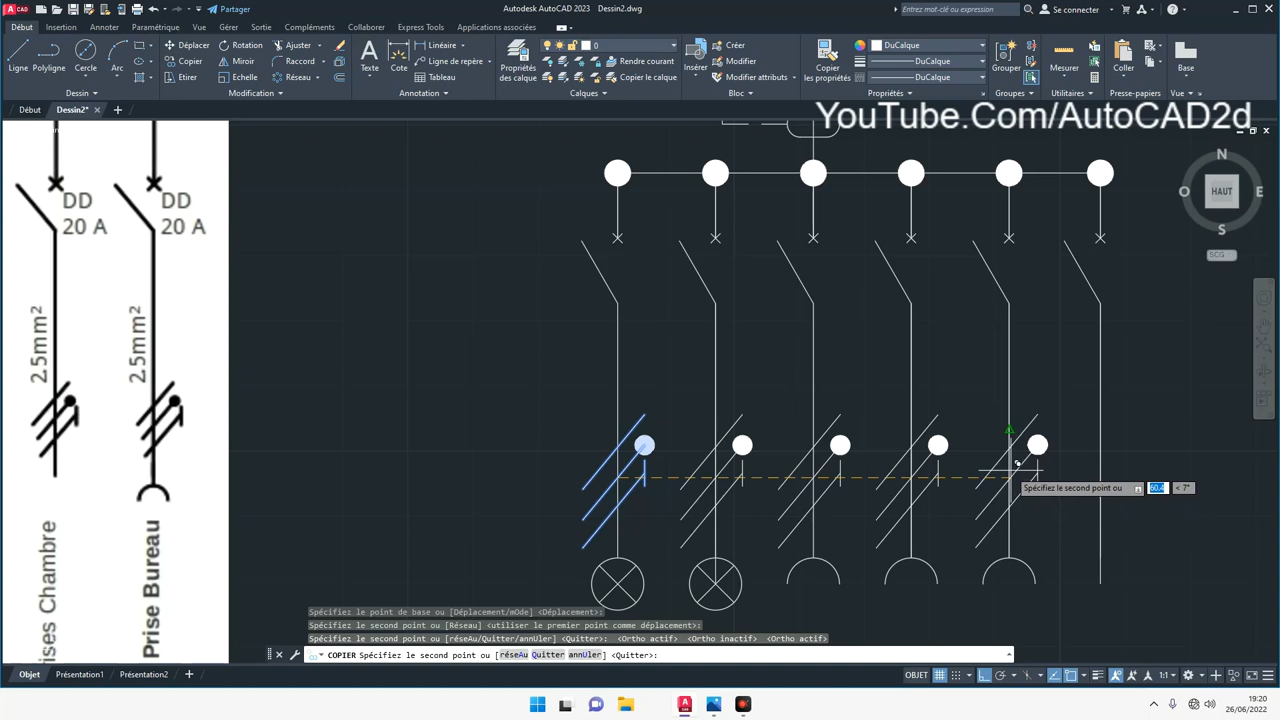 Partager
Autodesk AutoCAD 2023 Dessin2.dwg
Entrez mot-clé ou expression
Se connecter
Début Insertion Annoter Paramétrique Vue Gérer Sortie Compléments Collaborer Express Tools Applications associées
Ligne Polyligne Cercle Arc
Déplacer Rotation Ajuster
Copier Miroir Raccord
Etirer Echelle Réseau
Texte Cote
Linéaire
Ligne de repère
Tableau
Propriétés des calque
0
Rendre courant
Copier le calque
Insérer
Créer
Modifier
Modifier attributs
Copier les propriétés
DuCalque
DuCalque
DuCalque
Grouper
Mesurer
Coller
Base
Dessin Modification Annotation Calques Bloc Propriétés Groupes Utilitaires Presse-papiers Vue
Début Dessin2*
YouTube.Com/AutoCAD2d
N
O HAUT E
S
SCG
DD
20 A
DD
20 A
2.5mm²
2.5mm²
ises Chambre
Prise Bureau
Spécifiez le second point ou 60.4 < 7°
Spécifiez le point de base ou [Déplacement/mOde] <Déplacement>:
Spécifiez le second point ou [Réseau] <utiliser le premier point comme déplacement>:
Spécifiez le second point ou [réseAu/Quitter/annUler] <Quitter>: <Ortho actif> <Ortho inactif> <Ortho actif>
COPIER Spécifiez le second point ou [réseAu Quitter annUler] <Quitter>:
Objet Présentation1 Présentation2
OBJET
1:1
19:20
26/06/2022